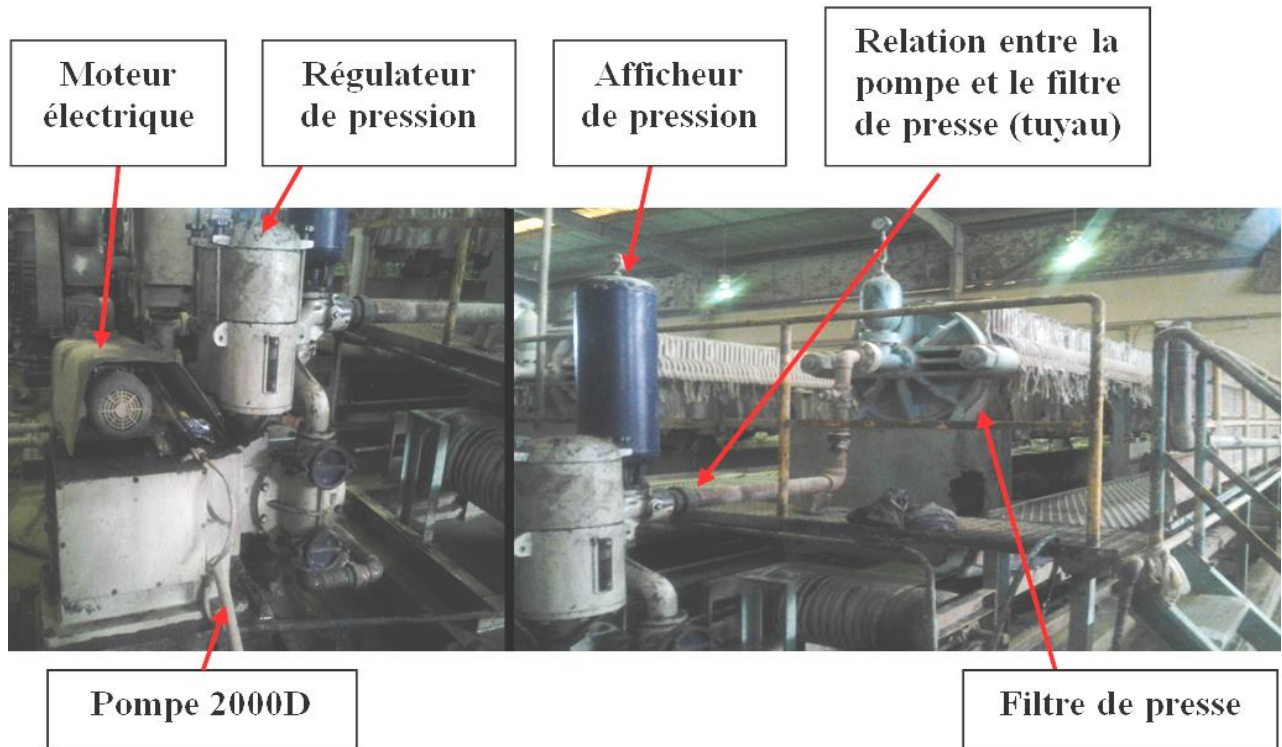 Moteur
électrique
Régulateur
de pression
Afficheur
de pression
Relation entre la
pompe et le filtre
de presse (tuyau)
Pompe 2000D
Filtre de presse